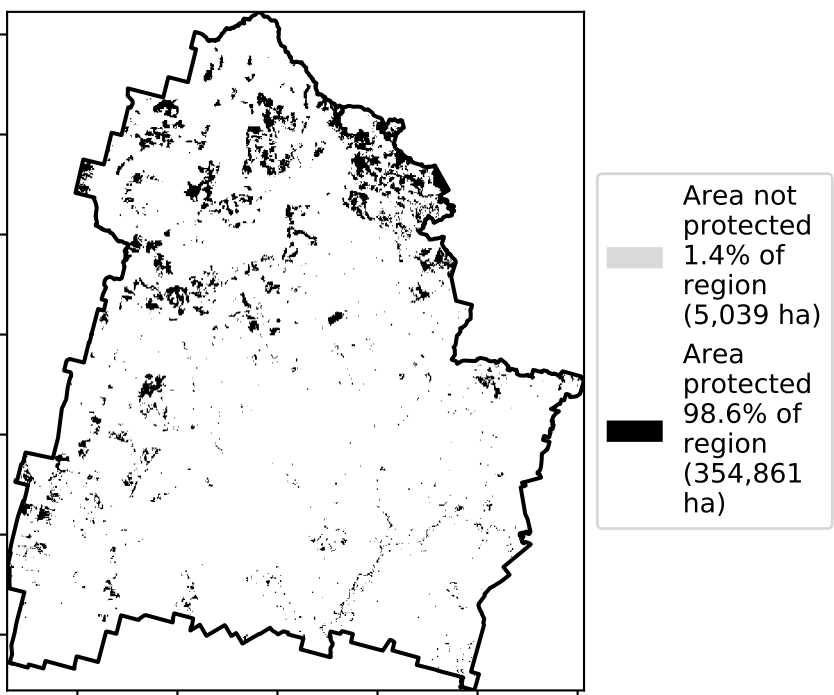 Area not
protected
1.4% of
region
(5,039 ha)
Area
protected
98.6% of
region
(354,861
ha)